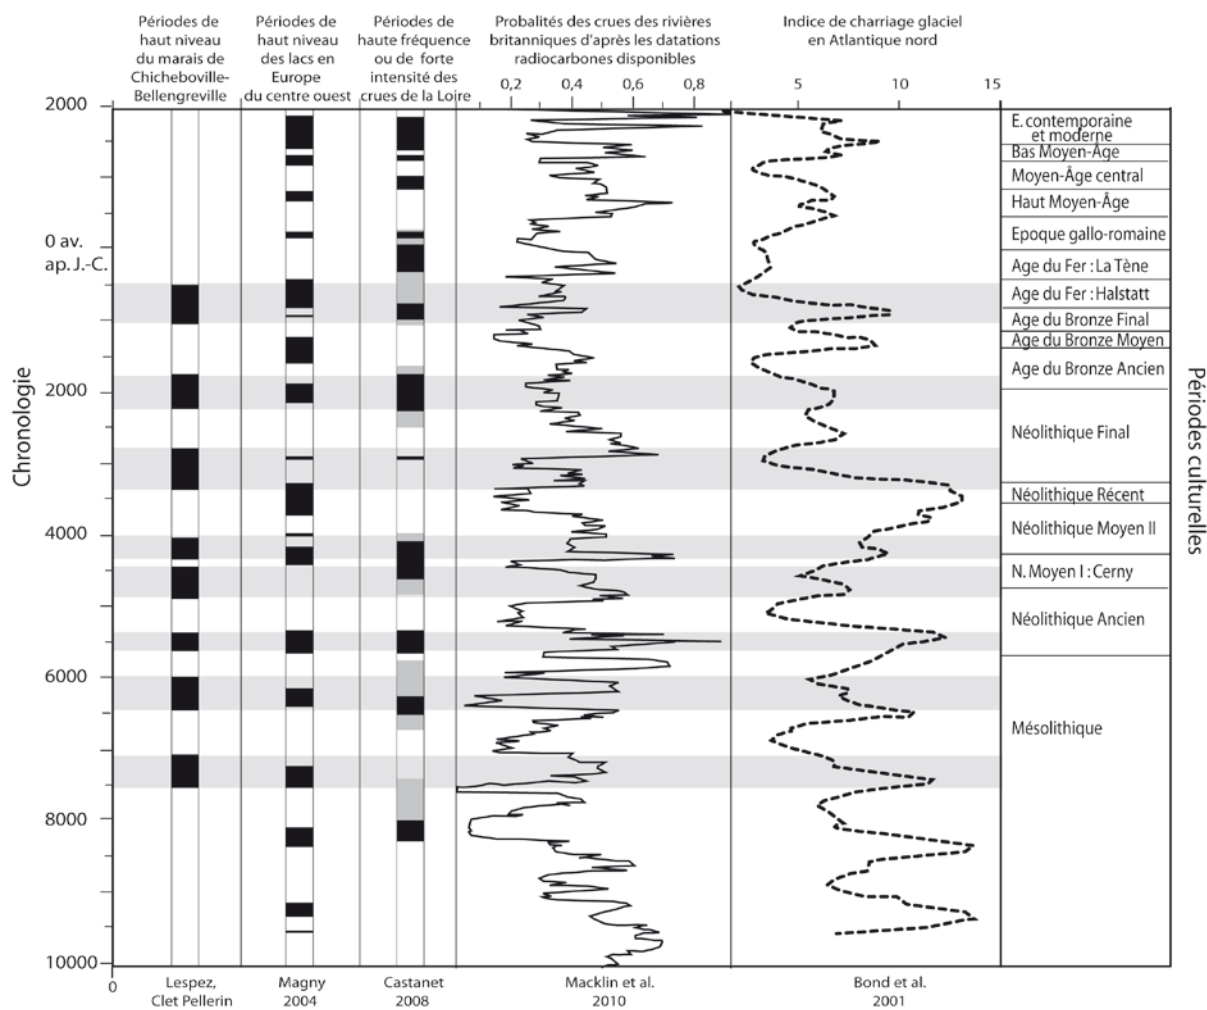 Périodes de
haut niveau
du marais de
Chicheboville-
Bellengreville
Périodes de
haut niveau
des lacs en
Europe
du centre ouest
Périodes de
haute fréquence
ou de forte
intensité des
crues de la Loire
Probalités des crues des rivières
britanniques d'après les datations
radiocarbones disponibles
Indice de charriage glaciel
en Atlantique nord
0,2 0,4 0,6 0,8
5 10 15
2000
0 av.
ap. J.-C.
2000
4000
6000
8000
10000
0
Chronologie
E. contemporaine
et moderne
Bas Moyen-Âge
Moyen-Âge central
Haut Moyen-Âge
Epoque gallo-romaine
Age du Fer : La Tène
Age du Fer : Halstatt
Age du Bronze Final
Age du Bronze Moyen
Age du Bronze Ancien
Néolithique Final
Néolithique Récent
Néolithique Moyen II
N. Moyen I : Cerny
Néolithique Ancien
Mésolithique
Périodes culturelles
Lespez,
Clet Pellerin
Magny
2004
Castanet
2008
Macklin et al.
2010
Bond et al.
2001